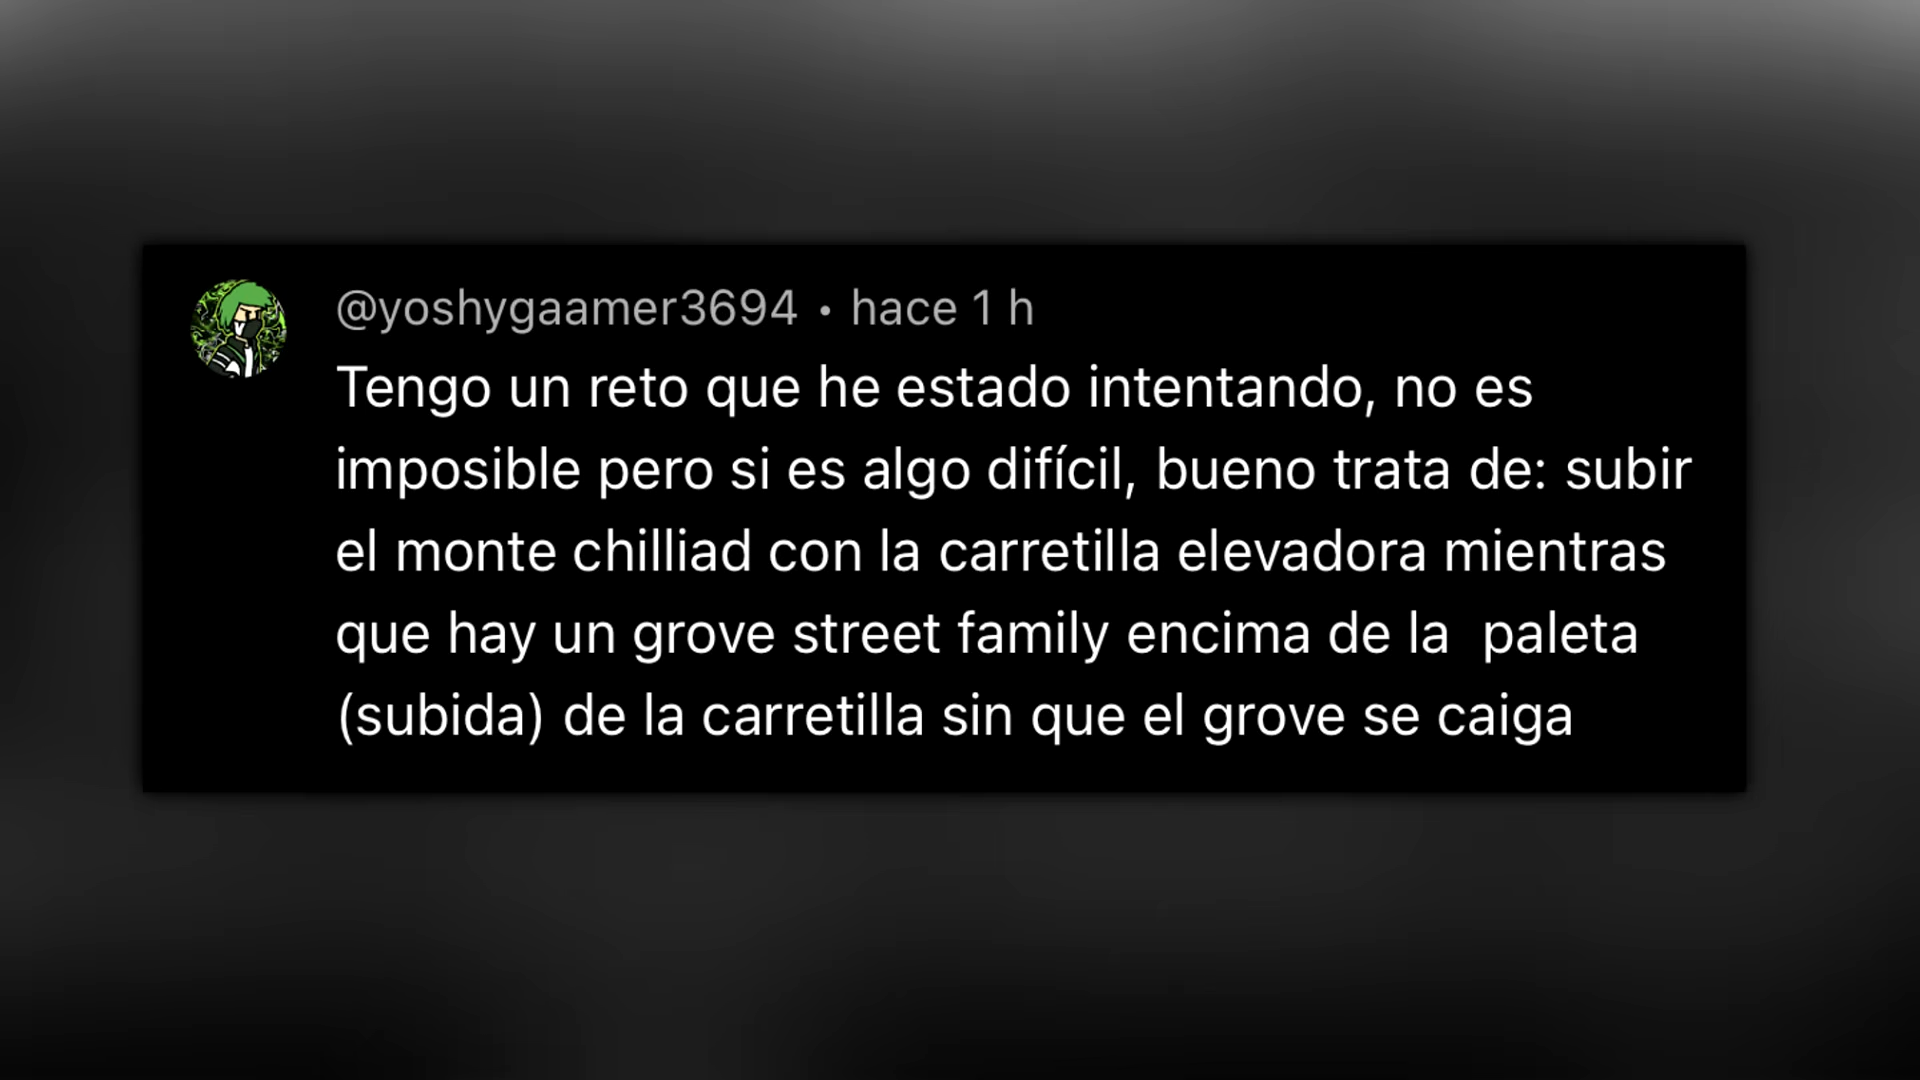 @yoshygaamer3694 • hace 1 h
Tengo un reto que he estado intentando, no es
imposible pero si es algo difícil, bueno trata de: subir
el monte chilliad con la carretilla elevadora mientras
que hay un grove street family encima de la  paleta
(subida) de la carretilla sin que el grove se caiga